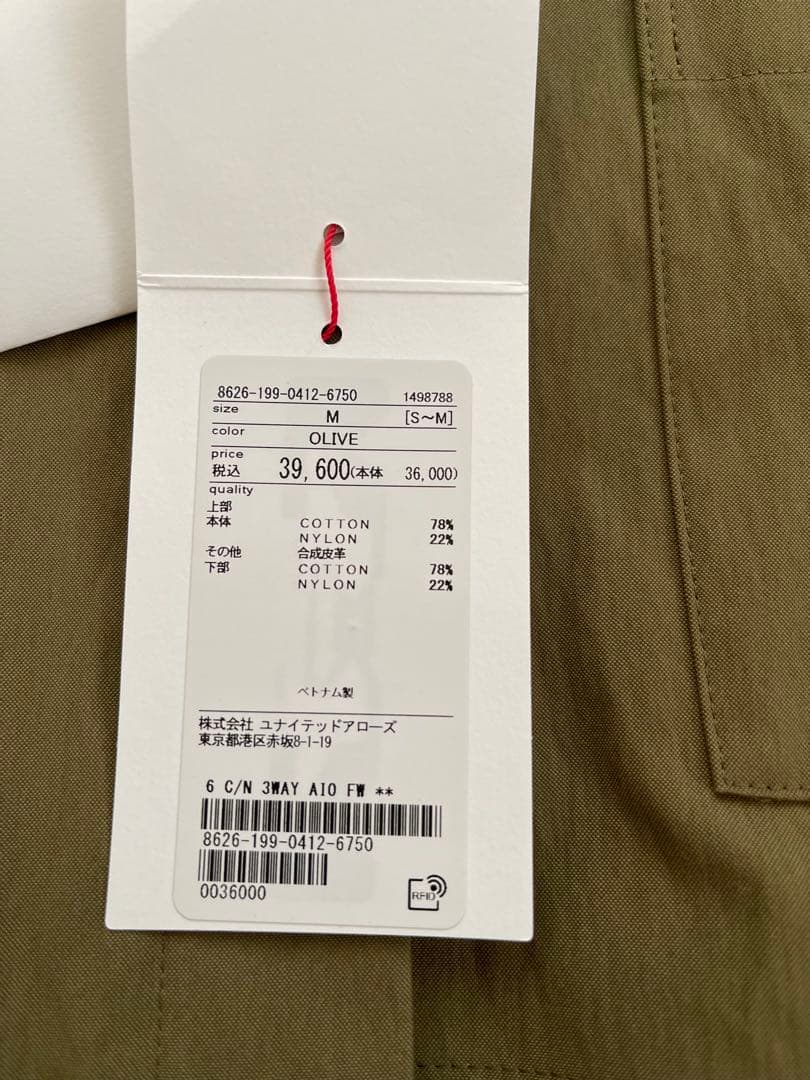 8626-199-0412-6750 1498788
size M [S～M]
color OLIVE
price
税込 39,600(本体 36,000)
quality
上部
本体 COTTON 78%
NYLON 22%
その他 合成皮革
下部 COTTON 78%
NYLON 22%
ベトナム製
株式会社 ユナイテッドアローズ
東京都港区赤坂8-1-19
6 C/N 3WAY AIO FW **
8626-199-0412-6750
0036000
RFID